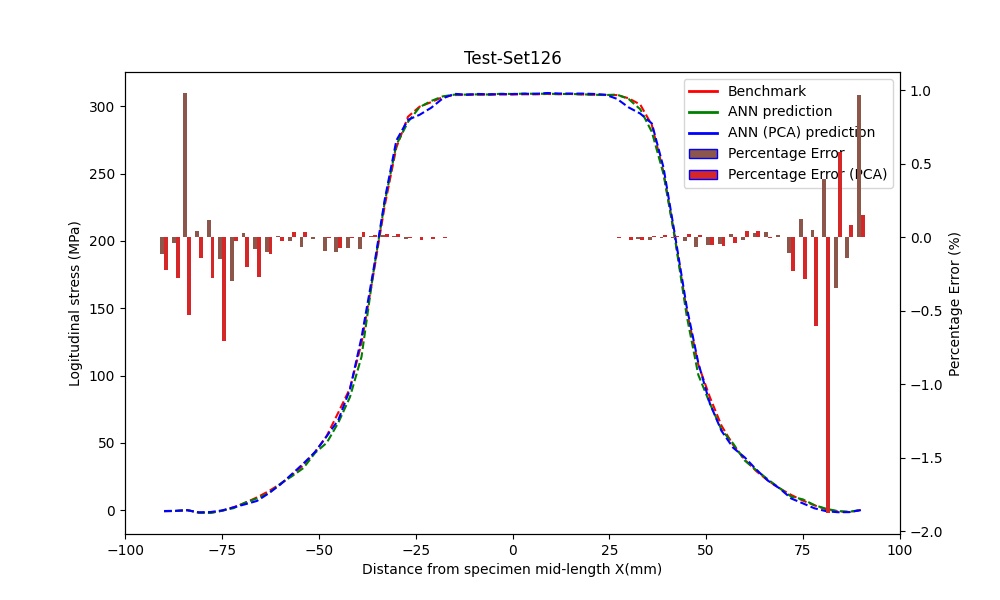 Test-Set126
Logitudinal stress (MPa)
300
250
200
150
100
50
0
Benchmark
ANN prediction
ANN (PCA) prediction
Percentage Error
Percentage Error (PCA)
1.0
0.5
0.0
−0.5
−1.0
−1.5
−2.0
Percentage Error (%)
−100 −75 −50 −25 0 25 50 75 100
Distance from specimen mid-length X(mm)